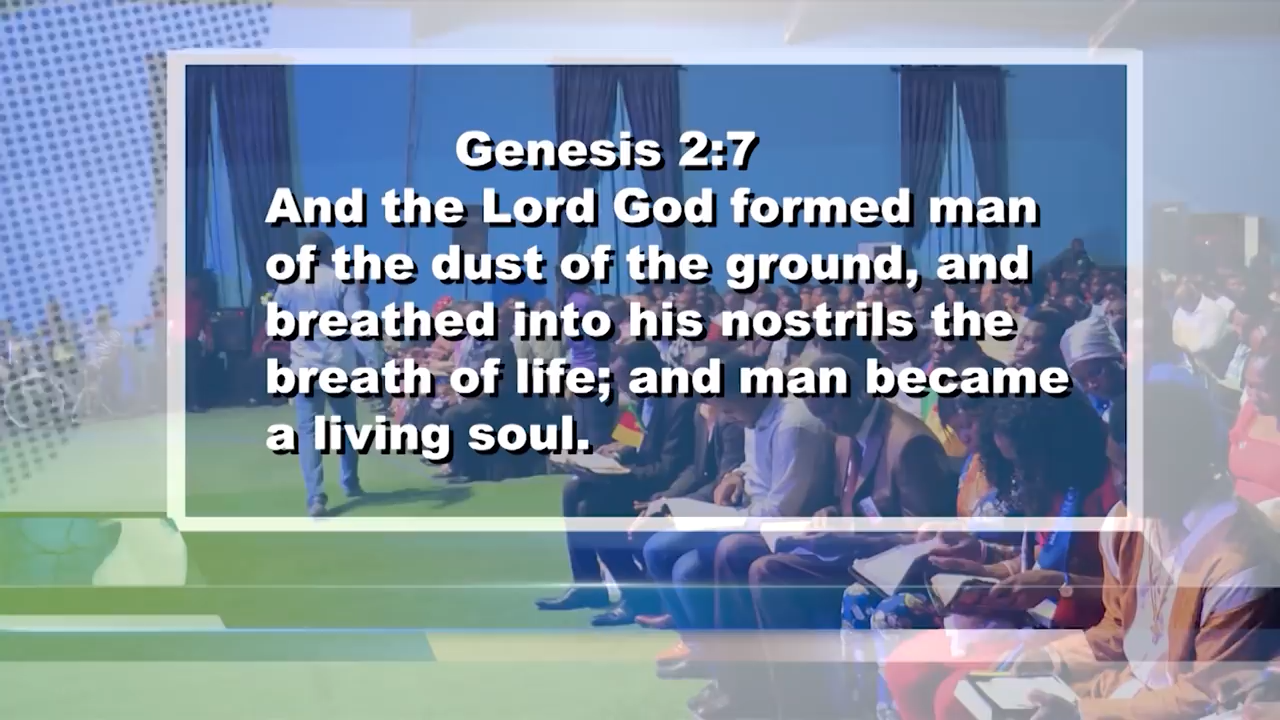 Genesis 2:7
And the Lord God formed man
of the dust of the ground, and
breathed into his nostrils the
breath of life; and man became
a living soul.